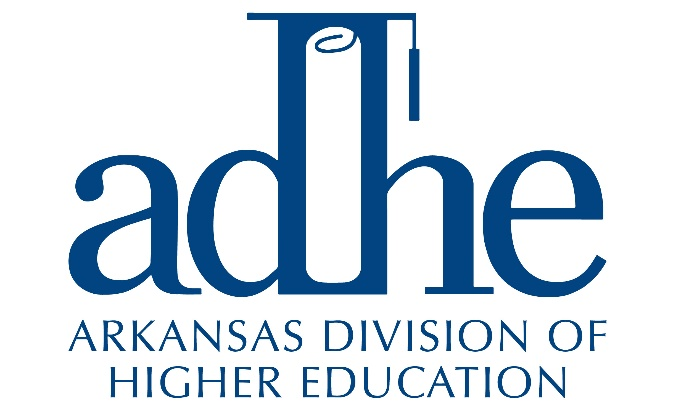 adhe
ARKANSAS DIVISION OF
HIGHER EDUCATION